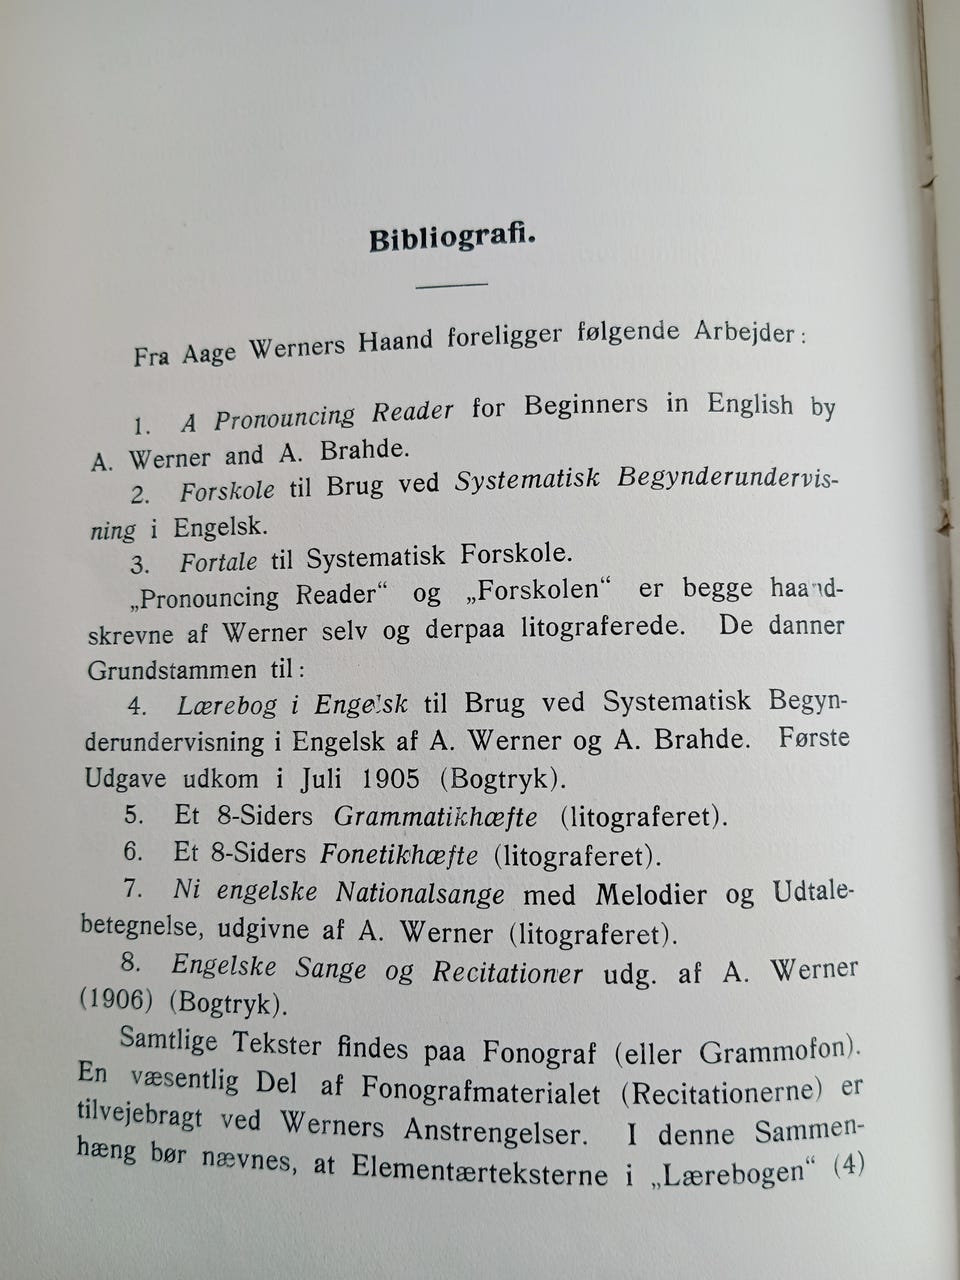 Bibliografi.
Fra Aage Werners Haand foreligger følgende Arbejder:
1. A Pronouncing Reader for Beginners in English by
A. Werner and A. Brahde.
2. Forskole til Brug ved Systematisk Begynderundervis-
ning i Engelsk.
3. Fortale til Systematisk Forskole.
„Pronouncing Reader“ og „Forskolen“ er begge haand-
skrevne af Werner selv og derpaa litograferede. De danner
Grundstammen til:
4. Lærebog i Engelsk til Brug ved Systematisk Begyn-
derundervisning i Engelsk af A. Werner og A. Brahde. Første
Udgave udkom i Juli 1905 (Bogtryk).
5. Et 8-Siders Grammatikhæfte (litograferet).
6. Et 8-Siders Fonetikhæfte (litograferet).
7. Ni engelske Nationalsange med Melodier og Udtale-
betegnelse, udgivne af A. Werner (litograferet).
8. Engelske Sange og Recitationer udg. af A. Werner
(1906) (Bogtryk).
Samtlige Tekster findes paa Fonograf (eller Grammofon).
En væsentlig Del af Fonografmaterialet (Recitationerne) er
tilvejebragt ved Werners Anstrengelser. I denne Sammen-
hæng bør nævnes, at Elementærteksterne i „Lærebogen“ (4)